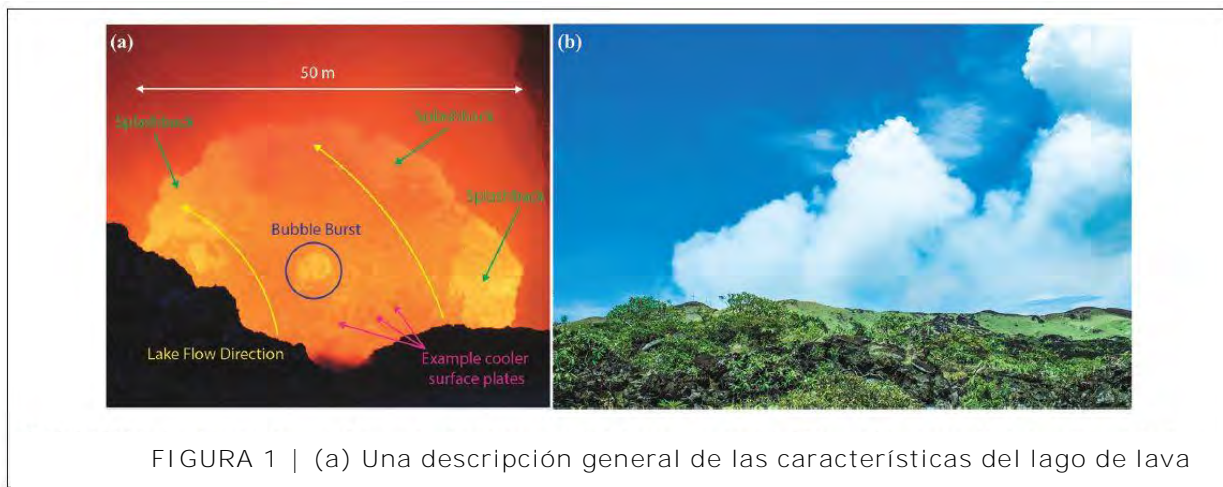 (a)
50 m
Splashback
Splashback
Splashback
Bubble Burst
Lake Flow Direction
Example cooler
surface plates
(b)
FIGURA 1 | (a) Una descripción general de las características del lago de lava